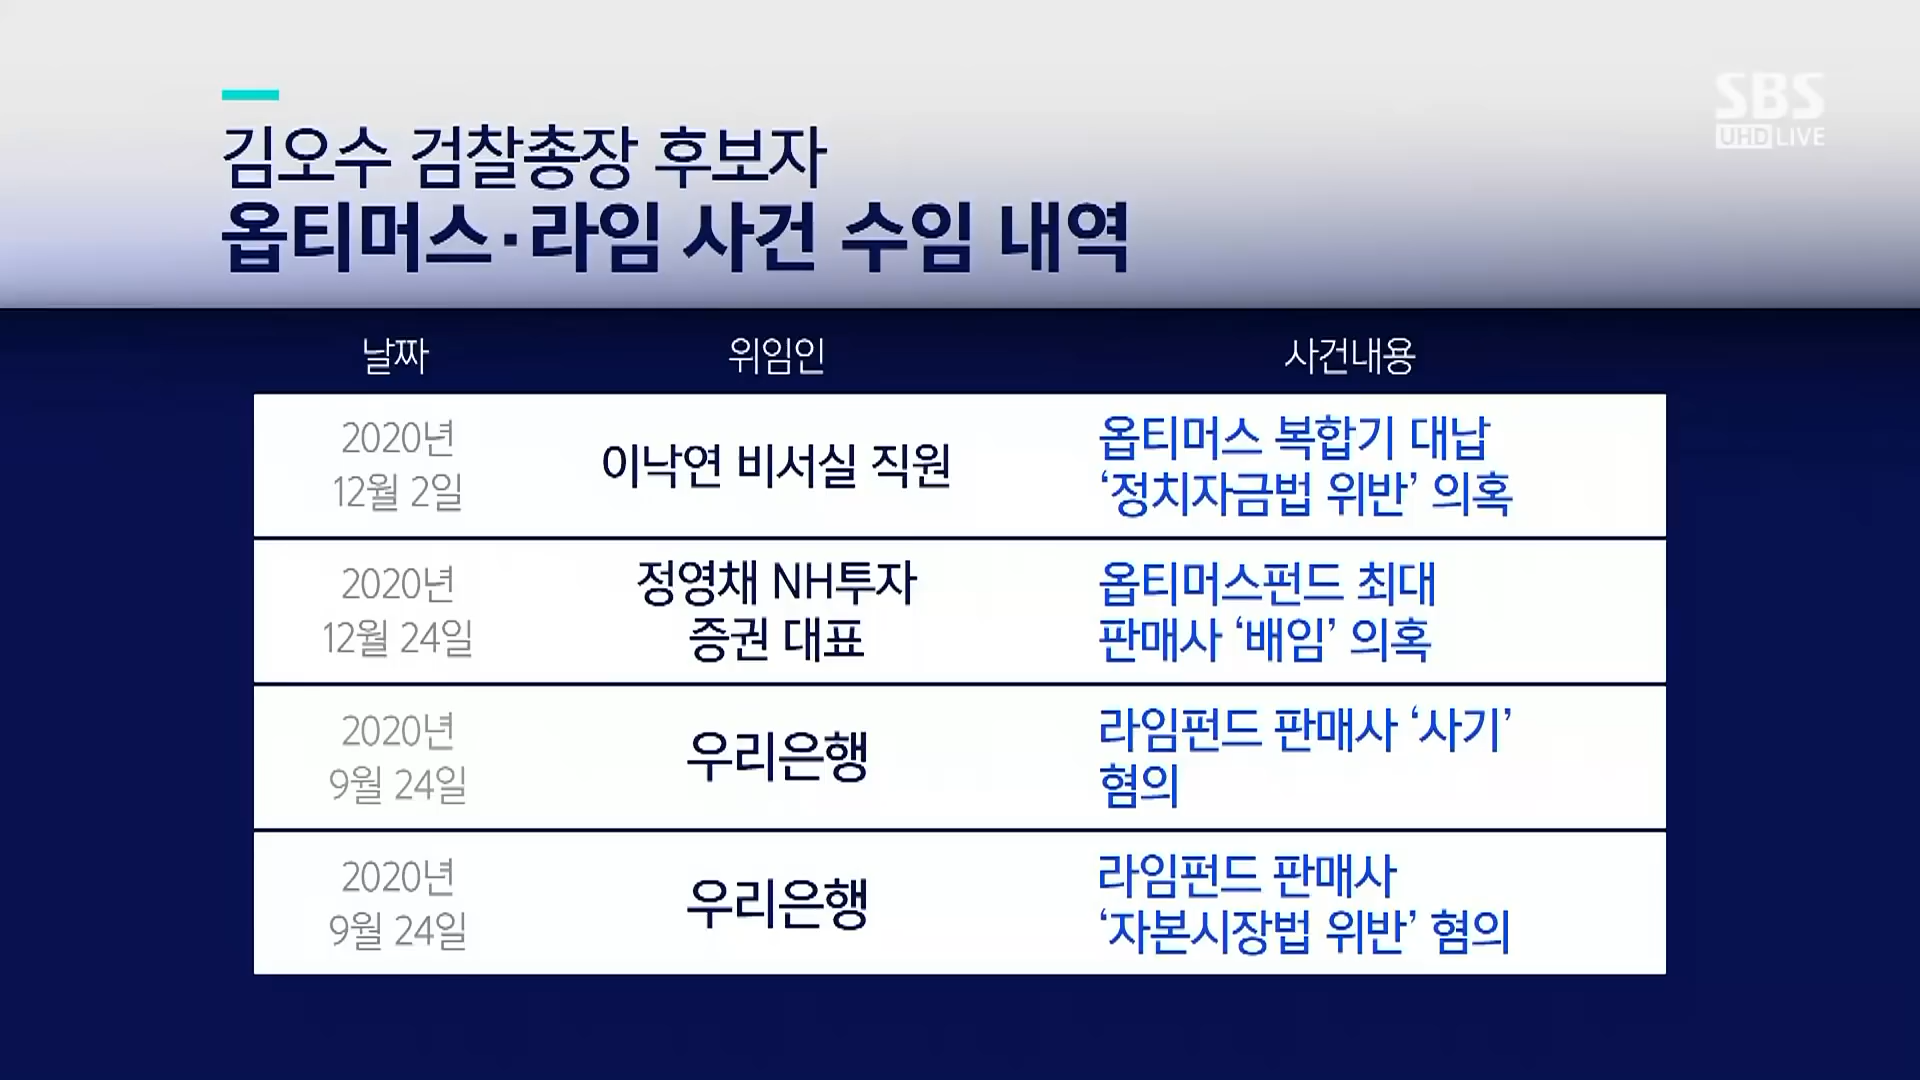 SBS
UHD LIVE
김오수 검찰총장 후보자
옵티머스·라임 사건 수임 내역
날짜 위임인 사건내용
2020년
12월 2일
이낙연 비서실 직원
옵티머스 복합기 대납
‘정치자금법 위반’ 의혹
2020년
12월 24일
정영채 NH투자
증권 대표
옵티머스펀드 최대
판매사 ‘배임’ 의혹
2020년
9월 24일
우리은행
라임펀드 판매사 ‘사기’
혐의
2020년
9월 24일
우리은행
라임펀드 판매사
‘자본시장법 위반’ 혐의